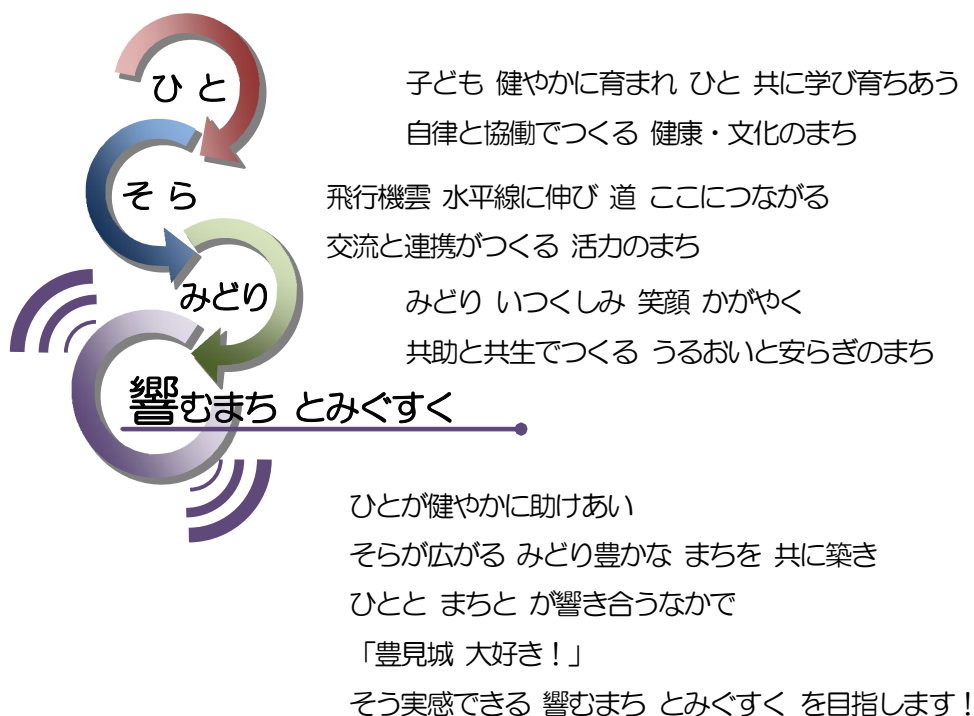 ひと
子ども 健やかに育まれ ひと 共に学び育ちあう
自律と協働でつくる 健康・文化のまち
そら
飛行機雲 水平線に伸び 道 ここにつながる
交流と連携がつくる 活力のまち
みどり
みどり いつくしみ 笑顔 かがやく
共助と共生でつくる うるおいと安らぎのまち
響むまち とみぐすく
ひとが健やかに助けあい
そらが広がる みどり豊かな まちを 共に築き
ひとと まちと が響き合うなかで
「豊見城 大好き！」
そう実感できる 響むまち とみぐすく を目指します！